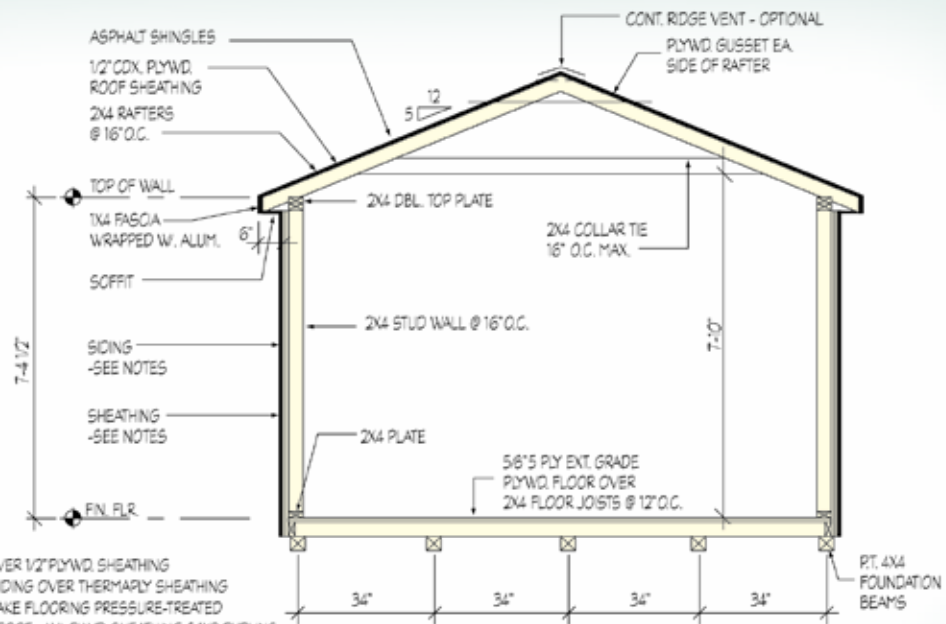 CONT. RIDGE VENT - OPTIONAL
ASPHALT SHINGLES
PLYWD. GUSSET EA.
SIDE OF RAFTER
1/2" CDX. PLYWD.
ROOF SHEATHING
12
5
2X4 RAFTERS
@ 16" O.C.
TOP OF WALL
2X4 DBL. TOP PLATE
1X4 FASCIA
WRAPPED W. ALUM.
6"
2X4 COLLAR TIE
16" O.C. MAX.
SOFFIT
2X4 STUD WALL @ 16" O.C.
7'-10"
SIDING
-SEE NOTES
7'-4 1/2"
SHEATHING
-SEE NOTES
2X4 PLATE
5/8" 5 PLY EXT. GRADE
PLYWD. FLOOR OVER
2X4 FLOOR JOISTS @ 12" O.C.
FIN. FLR.
VER 1/2" PLYWD. SHEATHING
DING OVER THERMAPLY SHEATHING
AKE FLOORING PRESSURE-TREATED
P.T. 4X4
FOUNDATION
BEAMS
34"
34"
34"
34"